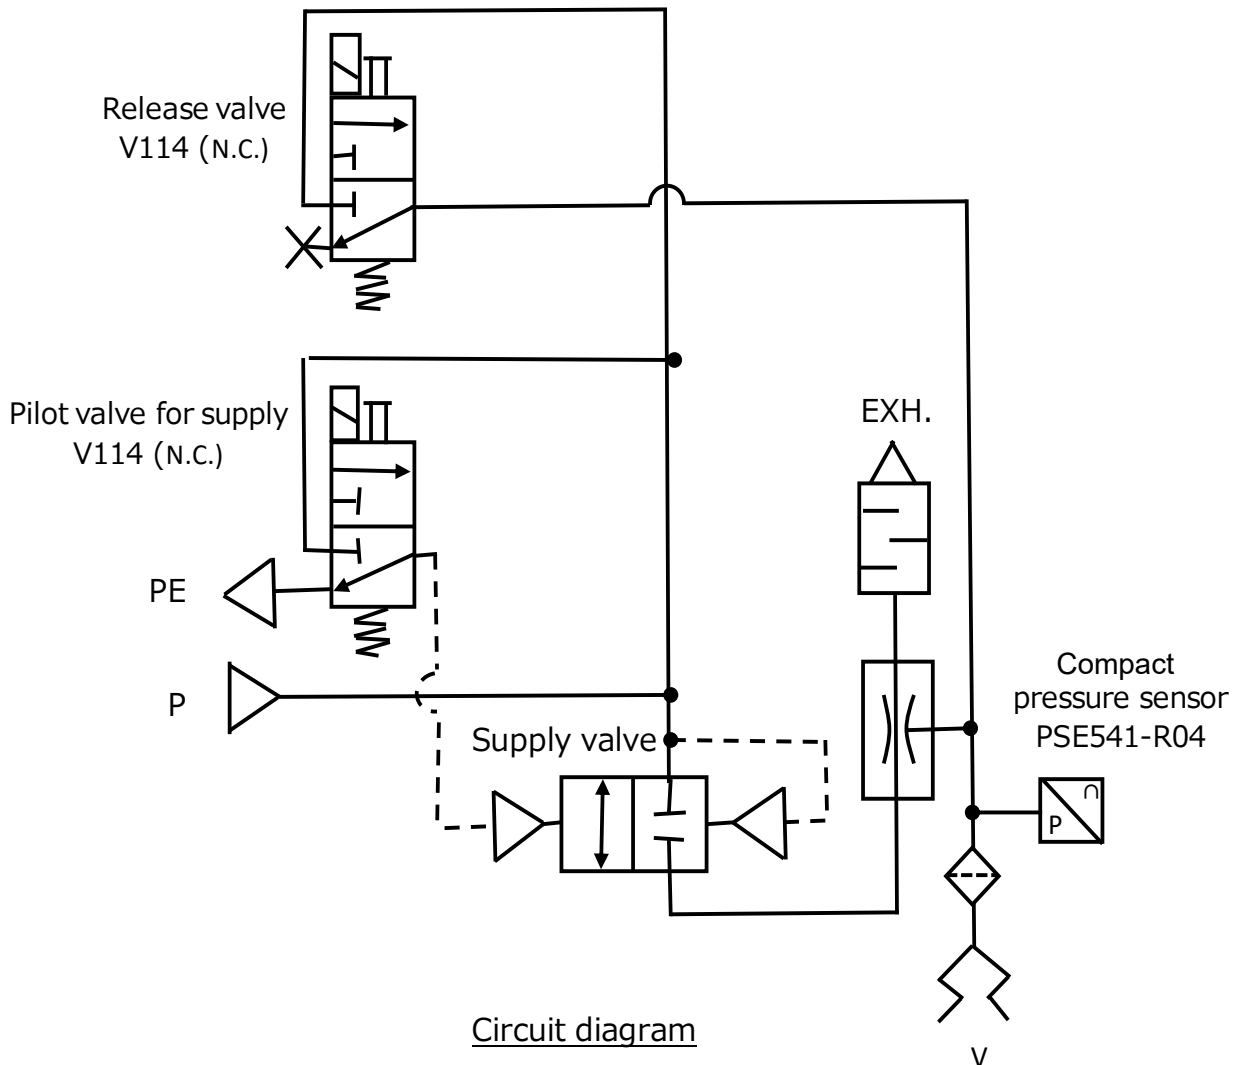 Release valve
V114 (N.C.)
Pilot valve for supply
V114 (N.C.)
EXH.
PE
P
Supply valve
Compact
pressure sensor
PSE541-R04
∩
P
V
Circuit diagram